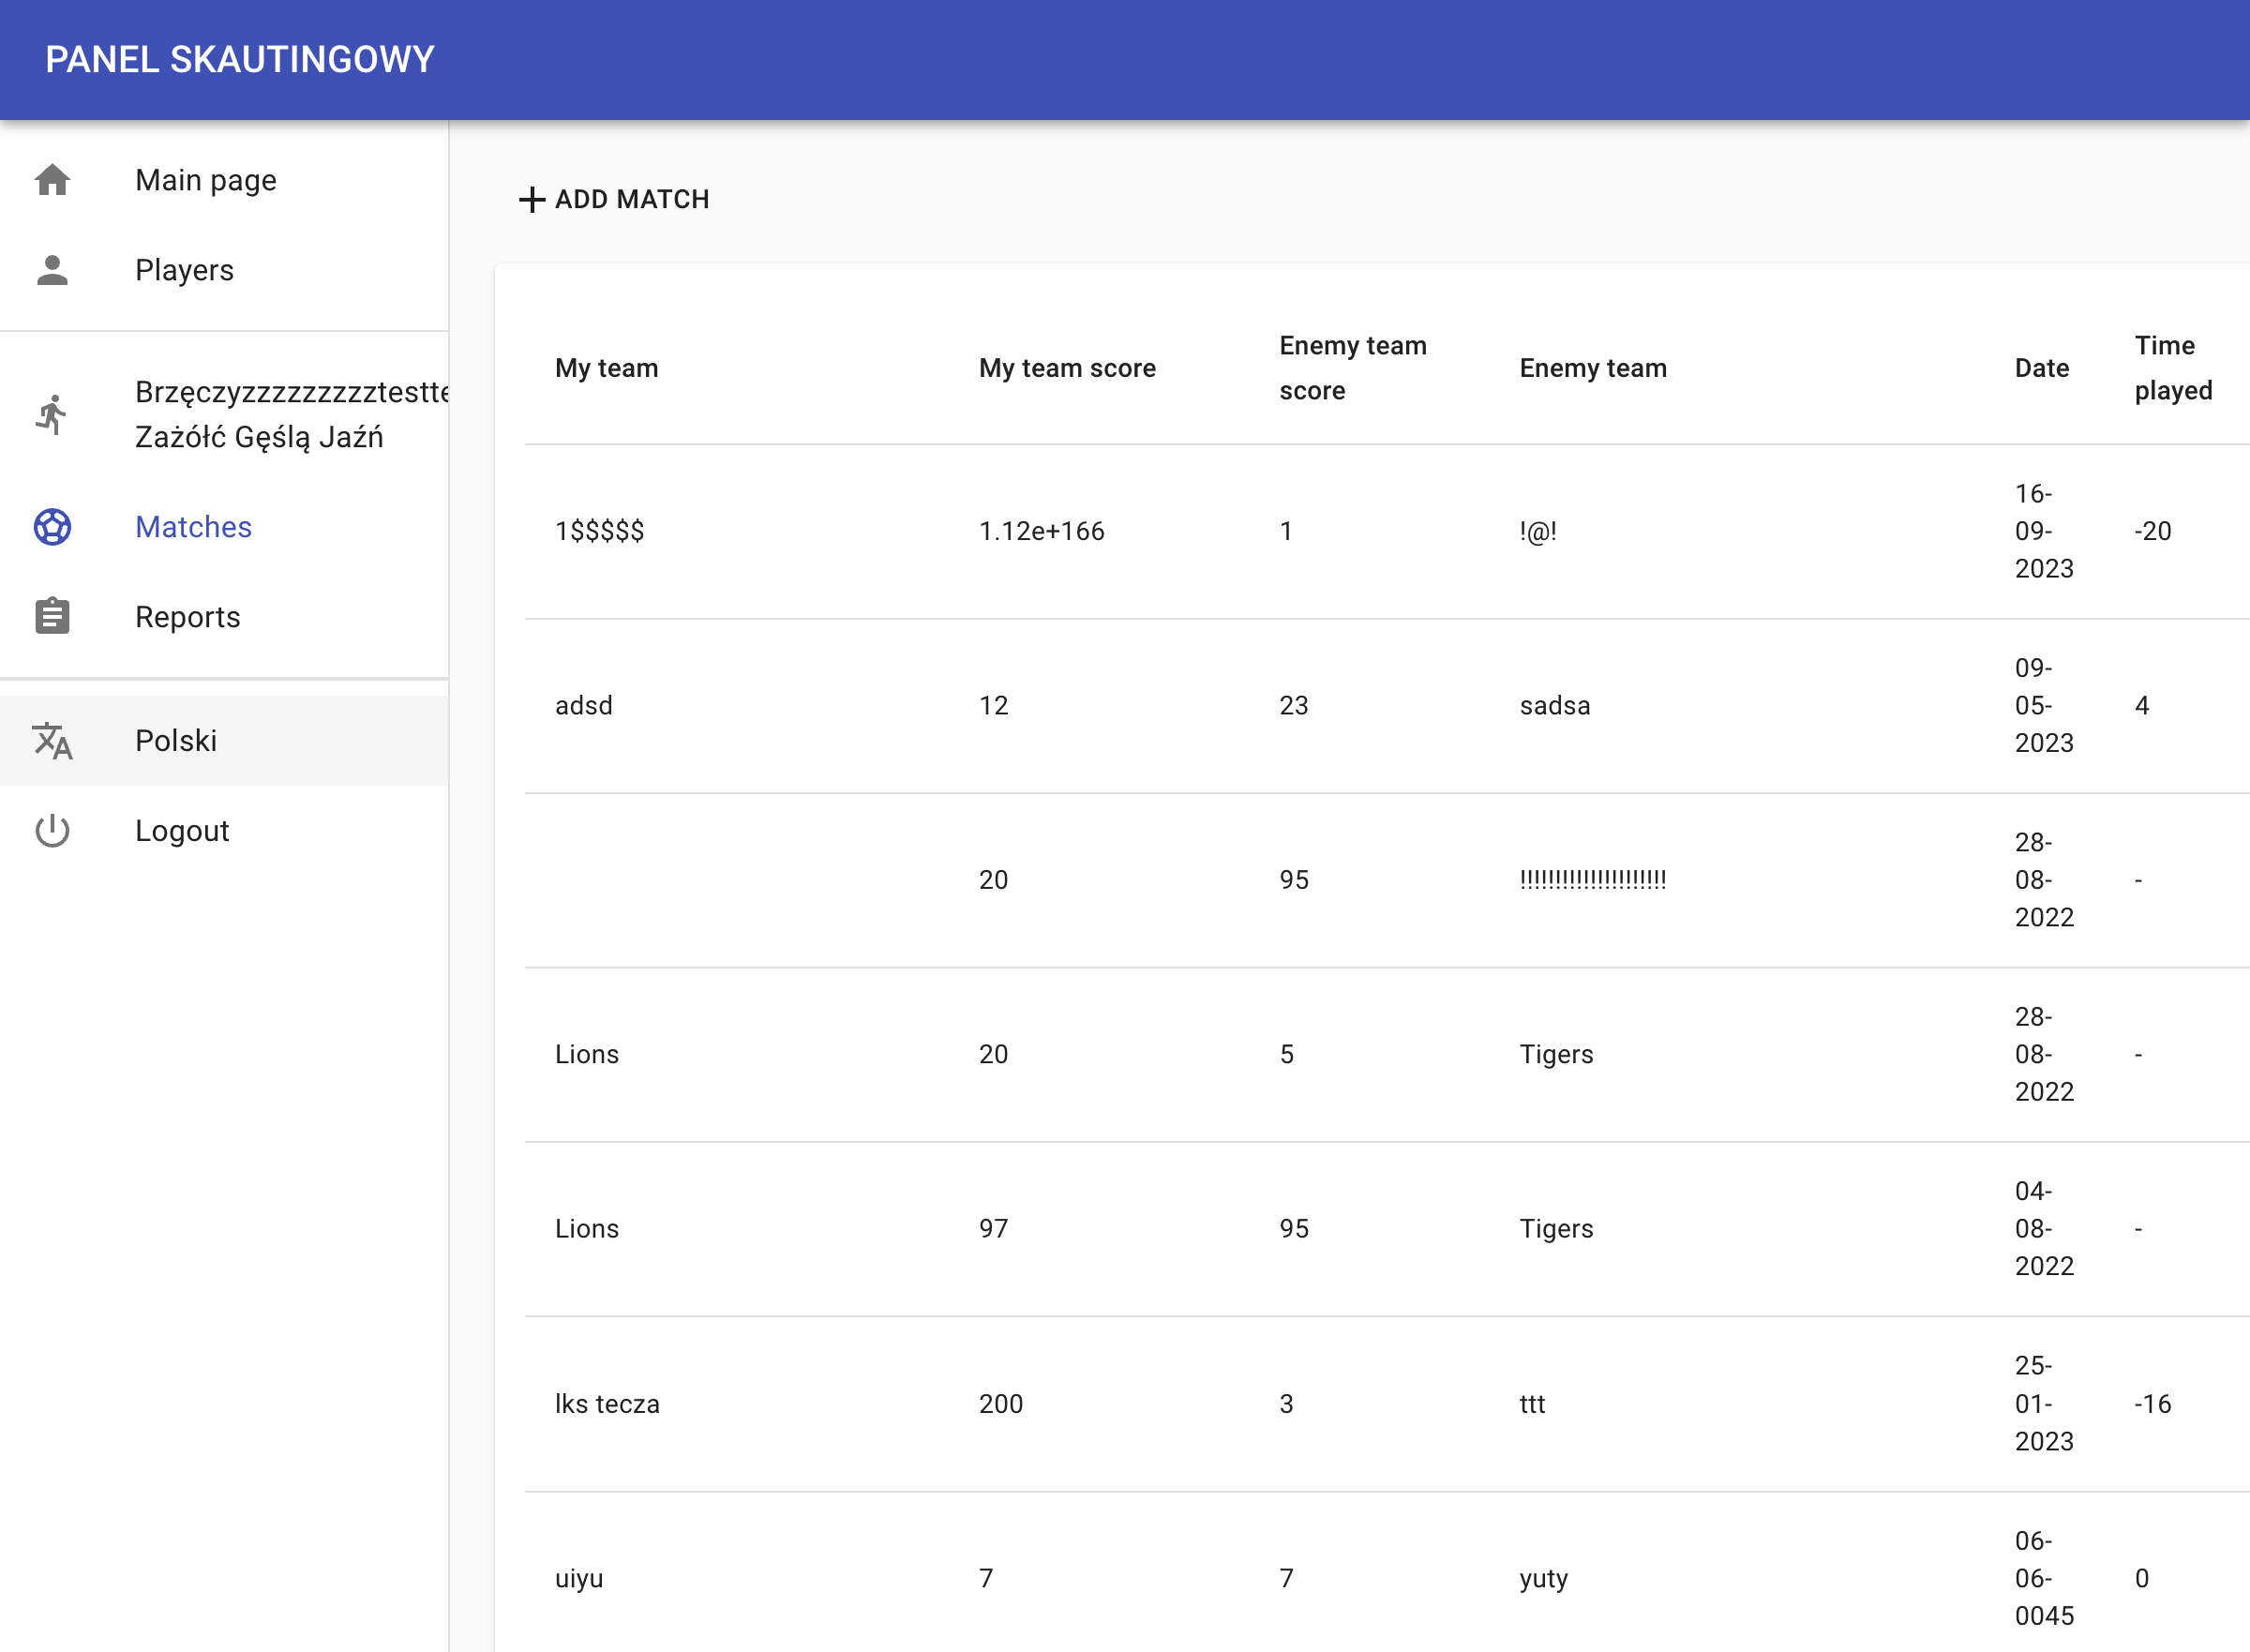 PANEL SKAUTINGOWY
Main page
Players
Brzęczyzzzzzzzzztestte
Zażółć Gęślą Jaźń
Matches
Reports
Polski
Logout
ADD MATCH
My team My team score Enemy team score Enemy team Date Time played
1$$$$$ 1.12e+166 1 !@! 16-09-2023 -20
adsd 12 23 sadsa 09-05-2023 4
20 95 !!!!!!!!!!!!!!!!!!!!! 28-08-2022 -
Lions 20 5 Tigers 28-08-2022 -
Lions 97 95 Tigers 04-08-2022 -
lks tecza 200 3 ttt 25-01-2023 -16
uiyu 7 7 yuty 06-06-0045 0